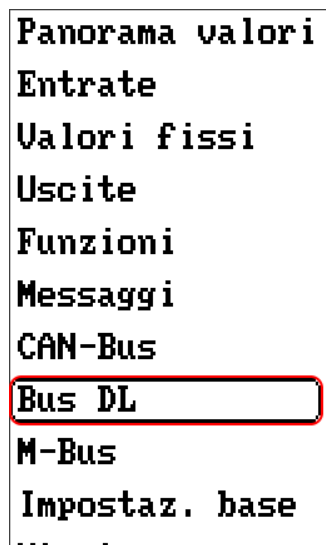 Panorama valori
Entrate
Valori fissi
Uscite
Funzioni
Messaggi
CAN-Bus
Bus DL
M-Bus
Impostaz. base